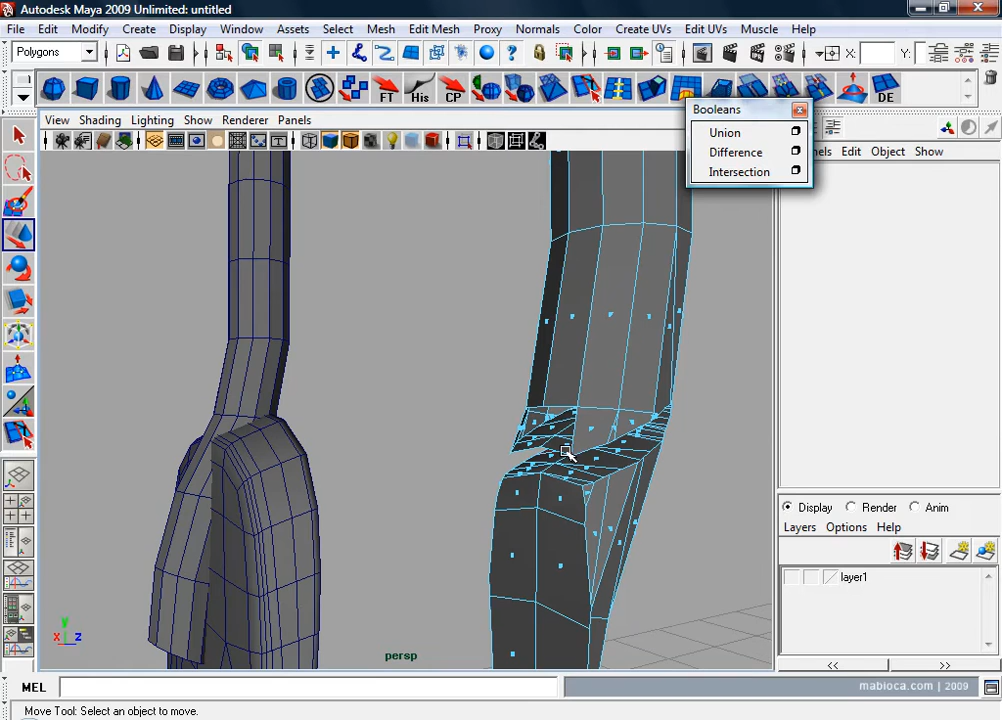 Autodesk Maya 2009 Unlimited: untitled
File Edit Modify Create Display Window Assets Select Mesh Edit Mesh Proxy Normals Color Create UVs Edit UVs Muscle Help
Polygons X: Y:
FT His CP DE
Booleans
Union
Difference
Intersection
View Shading Lighting Show Renderer Panels
Edit Object Show
Display Render Anim
Layers Options Help
layer1
<< >>
y
x z
persp
MEL
mabioca.com | 2009
Move Tool: Select an object to move.